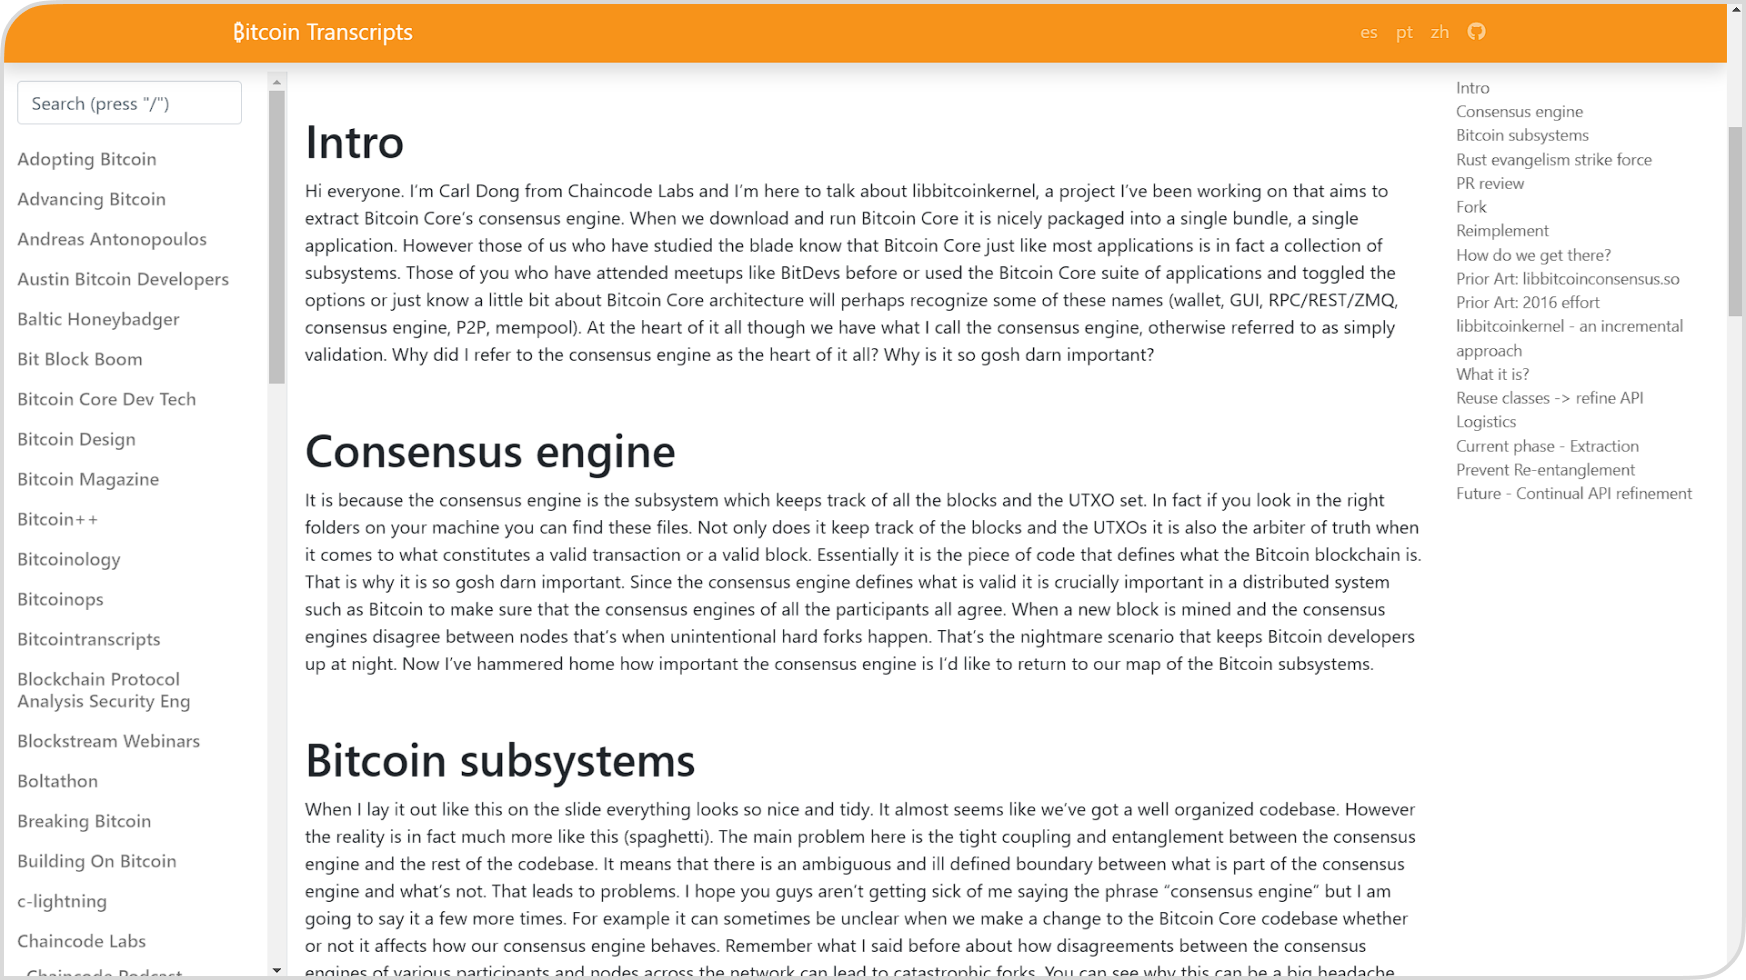 ₿itcoin Transcripts
es pt zh
Search (press "/")
Adopting Bitcoin
Advancing Bitcoin
Andreas Antonopoulos
Austin Bitcoin Developers
Baltic Honeybadger
Bit Block Boom
Bitcoin Core Dev Tech
Bitcoin Design
Bitcoin Magazine
Bitcoin++
Bitcoinology
Bitcoinops
Bitcointranscripts
Blockchain Protocol
Analysis Security Eng
Blockstream Webinars
Boltathon
Breaking Bitcoin
Building On Bitcoin
c-lightning
Chaincode Labs
Chaincode Podcast
Intro
Hi everyone. I’m Carl Dong from Chaincode Labs and I’m here to talk about libbitcoinkernel, a project I’ve been working on that aims to
extract Bitcoin Core’s consensus engine. When we download and run Bitcoin Core it is nicely packaged into a single bundle, a single
application. However those of us who have studied the blade know that Bitcoin Core just like most applications is in fact a collection of
subsystems. Those of you who have attended meetups like BitDevs before or used the Bitcoin Core suite of applications and toggled the
options or just know a little bit about Bitcoin Core architecture will perhaps recognize some of these names (wallet, GUI, RPC/REST/ZMQ,
consensus engine, P2P, mempool). At the heart of it all though we have what I call the consensus engine, otherwise referred to as simply
validation. Why did I refer to the consensus engine as the heart of it all? Why is it so gosh darn important?
Consensus engine
It is because the consensus engine is the subsystem which keeps track of all the blocks and the UTXO set. In fact if you look in the right
folders on your machine you can find these files. Not only does it keep track of the blocks and the UTXOs it is also the arbiter of truth when
it comes to what constitutes a valid transaction or a valid block. Essentially it is the piece of code that defines what the Bitcoin blockchain is.
That is why it is so gosh darn important. Since the consensus engine defines what is valid it is crucially important in a distributed system
such as Bitcoin to make sure that the consensus engines of all the participants all agree. When a new block is mined and the consensus
engines disagree between nodes that’s when unintentional hard forks happen. That’s the nightmare scenario that keeps Bitcoin developers
up at night. Now I’ve hammered home how important the consensus engine is I’d like to return to our map of the Bitcoin subsystems.
Bitcoin subsystems
When I lay it out like this on the slide everything looks so nice and tidy. It almost seems like we’ve got a well organized codebase. However
the reality is in fact much more like this (spaghetti). The main problem here is the tight coupling and entanglement between the consensus
engine and the rest of the codebase. It means that there is an ambiguous and ill defined boundary between what is part of the consensus
engine and what’s not. That leads to problems. I hope you guys aren’t getting sick of me saying the phrase “consensus engine” but I am
going to say it a few more times. For example it can sometimes be unclear when we make a change to the Bitcoin Core codebase whether
or not it affects how our consensus engine behaves. Remember what I said before about how disagreements between the consensus
engines of various participants and nodes across the network can lead to catastrophic forks. You can see why this can be a big headache
Intro
Consensus engine
Bitcoin subsystems
Rust evangelism strike force
PR review
Fork
Reimplement
How do we get there?
Prior Art: libbitcoinconsensus.so
Prior Art: 2016 effort
libbitcoinkernel - an incremental
approach
What it is?
Reuse classes -> refine API
Logistics
Current phase - Extraction
Prevent Re-entanglement
Future - Continual API refinement